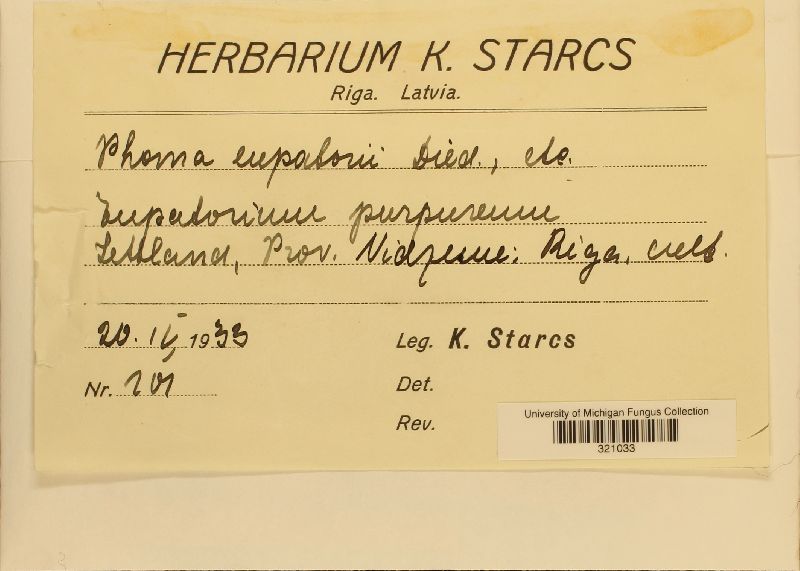 HERBARIUM K. STARCS
Riga. Latvia.
Phoma eupatorii Died., etc.
Eupatorium purpureum
Lettland, Prov. Vidzeme: Riga, cult.
20. IV 1933
Leg. K. Starcs
Nr. 101
Det.
Rev.
University of Michigan Fungus Collection
321033